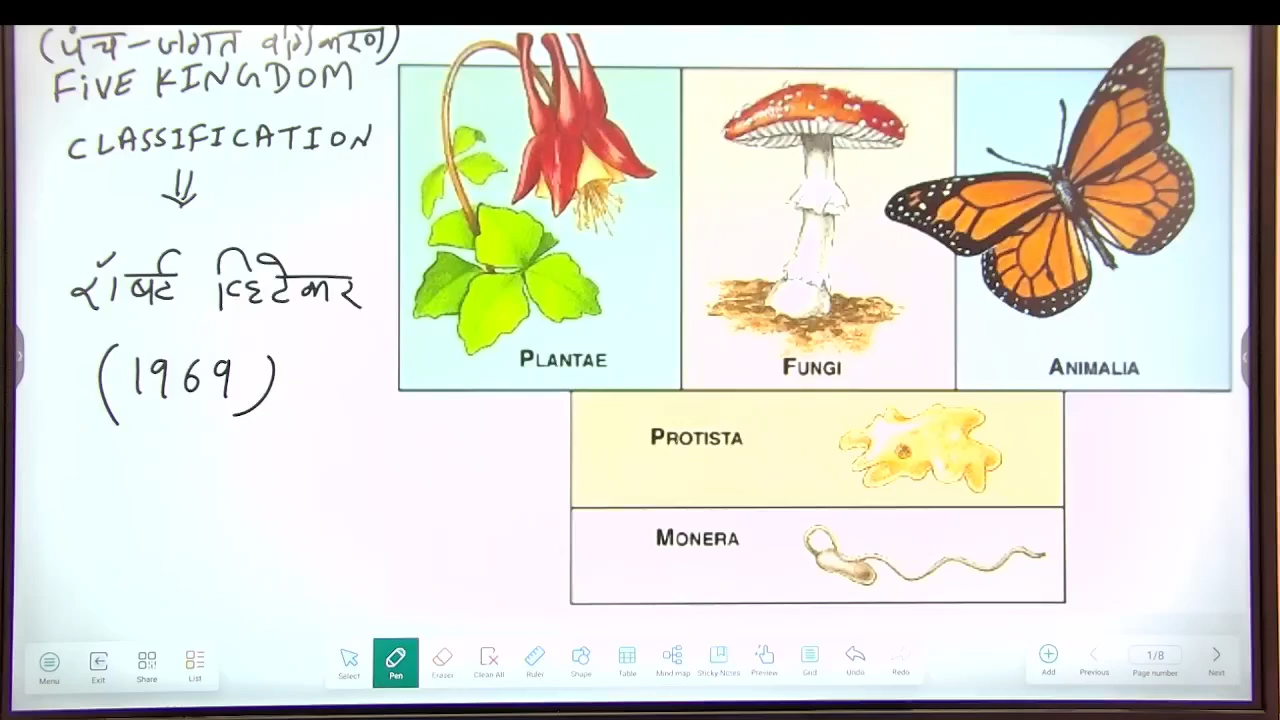 (पंच-जगत वर्गिकरण)
FiVE KINGDOM
CLASSIFICATION
रॉबर्ट व्हिटेकर
(1969)
PLANTAE
FUNGI
ANIMALIA
PROTISTA
MONERA
Menu Exit Share List Select Pen Eraser Clean All Ruler Shape Table Mind map Sticky Notes Preview Grid Undo Redo Add Previous 1/8 Page number Next